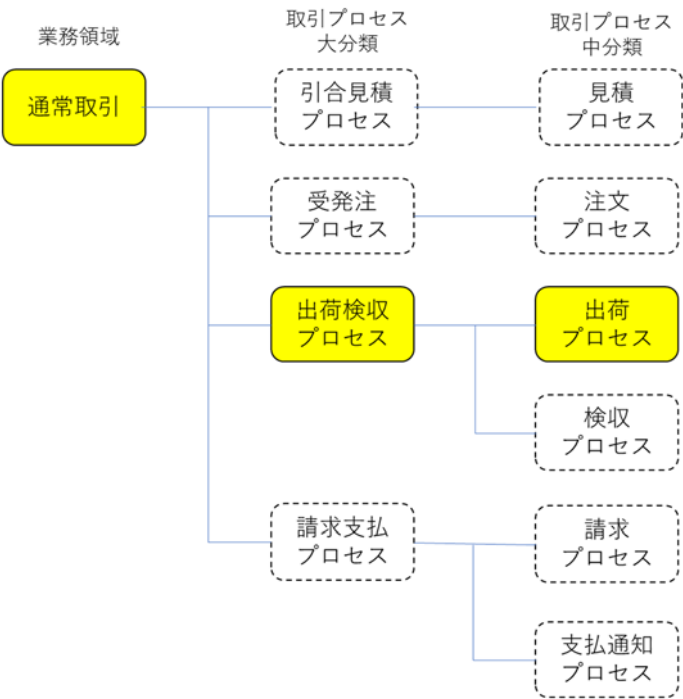 業務領域
取引プロセス
大分類
取引プロセス
中分類
通常取引
引合見積
プロセス
見積
プロセス
受発注
プロセス
注文
プロセス
出荷検収
プロセス
出荷
プロセス
検収
プロセス
請求支払
プロセス
請求
プロセス
支払通知
プロセス